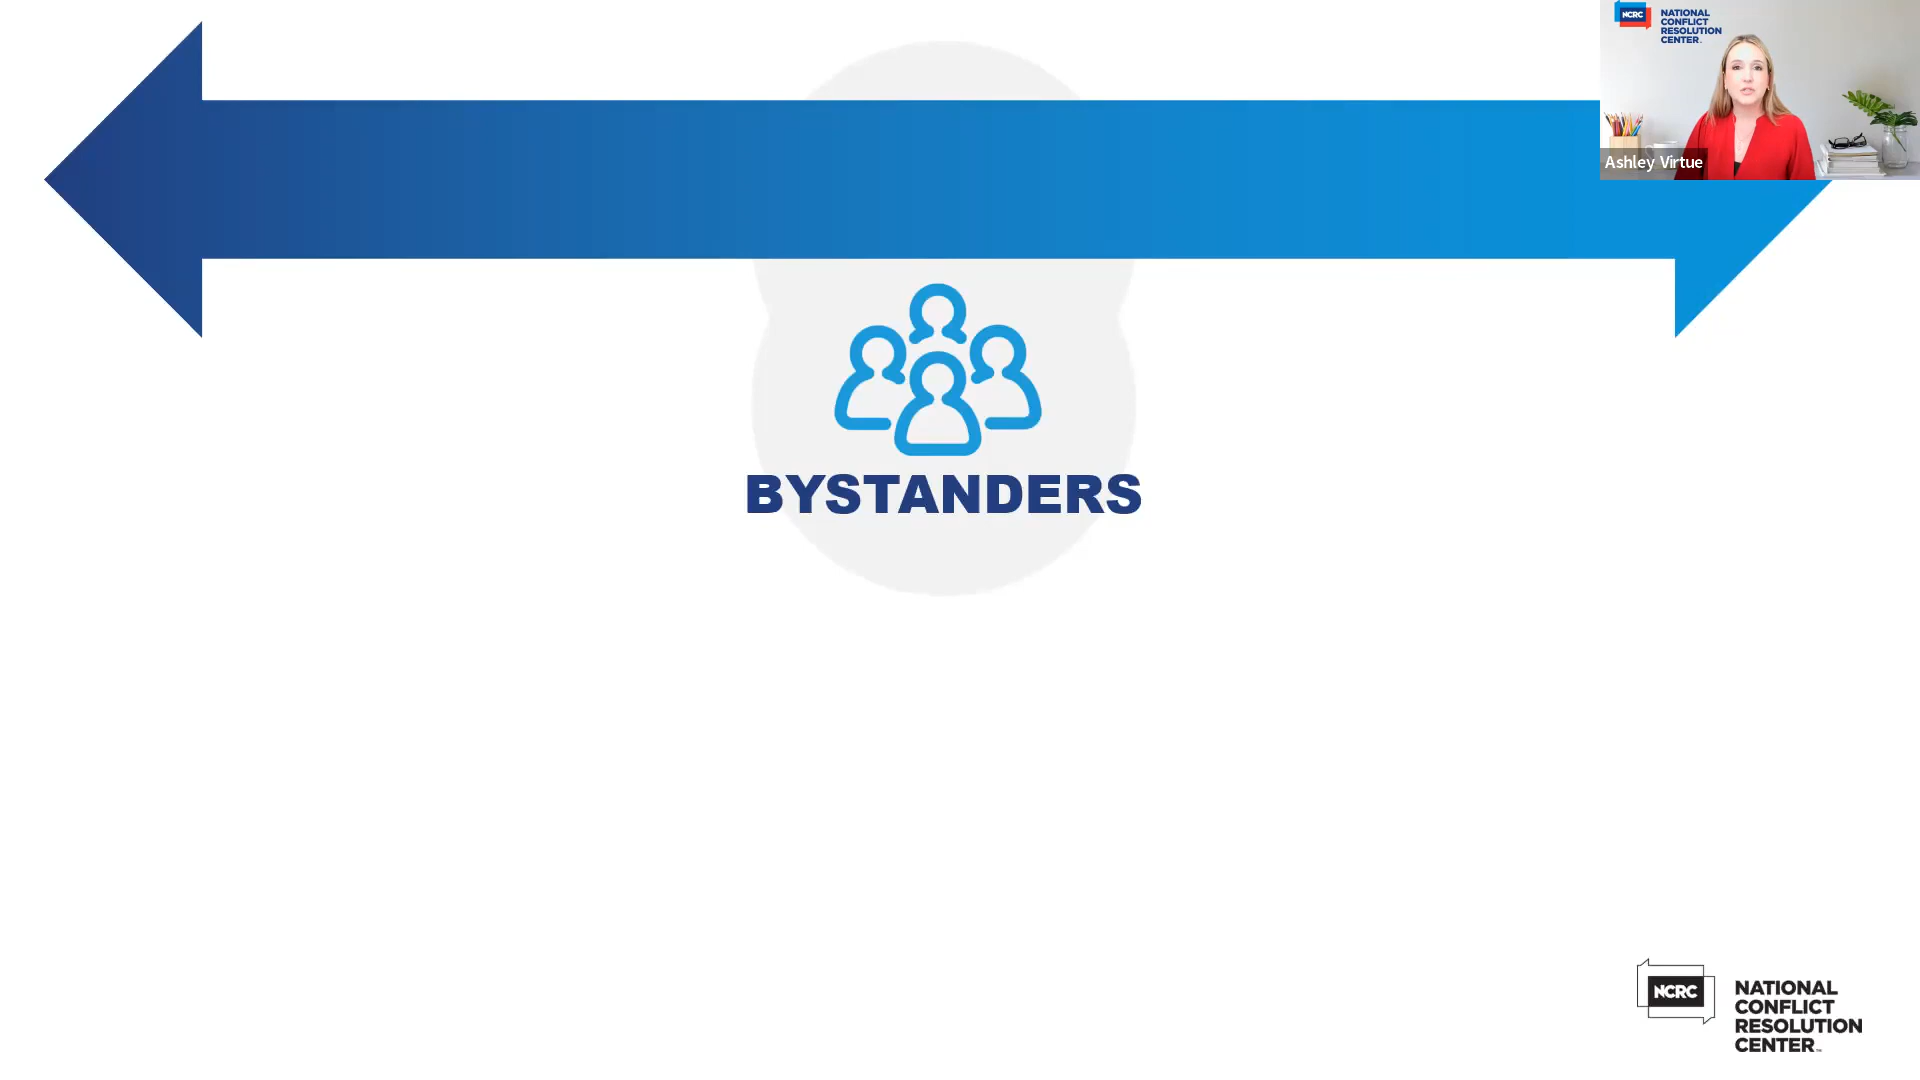 NCRC
NATIONAL
CONFLICT
RESOLUTION
CENTER
Ashley Virtue
BYSTANDERS
NCRC
NATIONAL
CONFLICT
RESOLUTION
CENTER